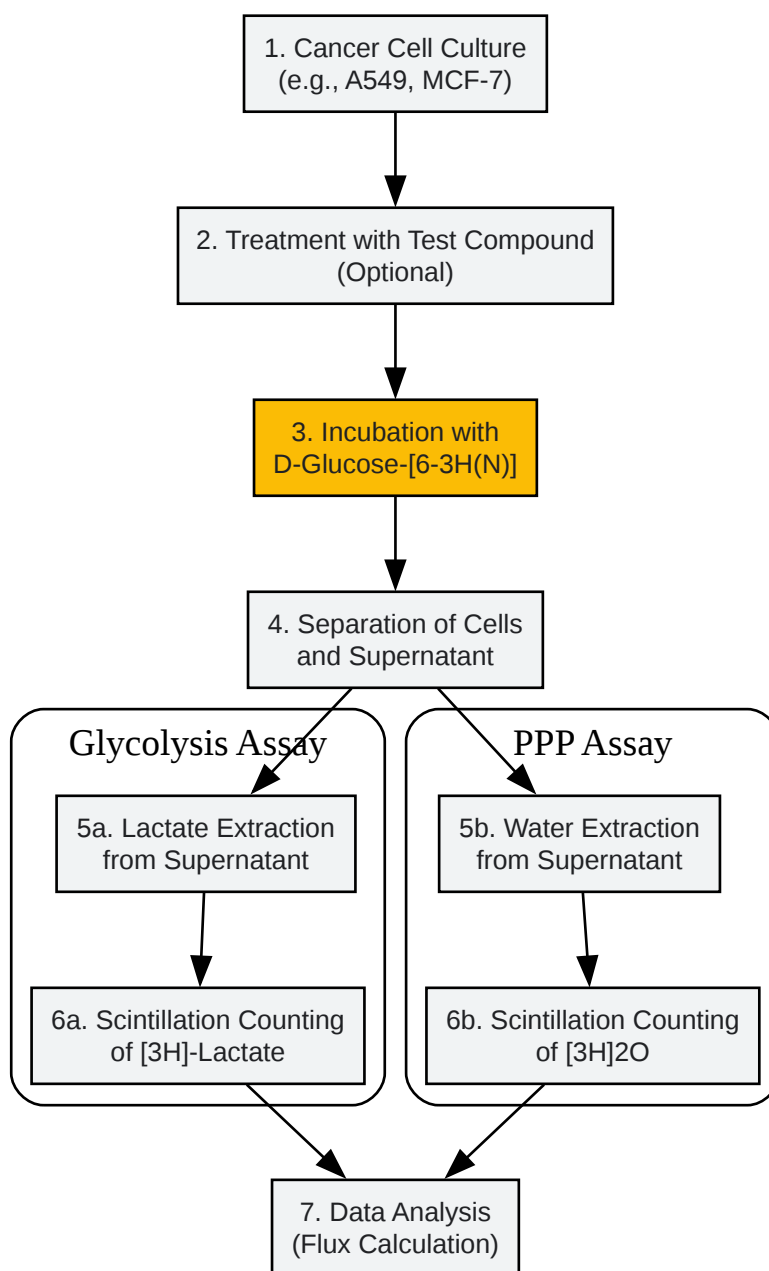 1. Cancer Cell Culture
(e.g., A549, MCF-7)
2. Treatment with Test Compound
(Optional)
3. Incubation with
D-Glucose-[6-3H(N)]
4. Separation of Cells
and Supernatant
Glycolysis Assay
5a. Lactate Extraction
from Supernatant
6a. Scintillation Counting
of [3H]-Lactate
PPP Assay
5b. Water Extraction
from Supernatant
6b. Scintillation Counting
of [3H]2O
7. Data Analysis
(Flux Calculation)